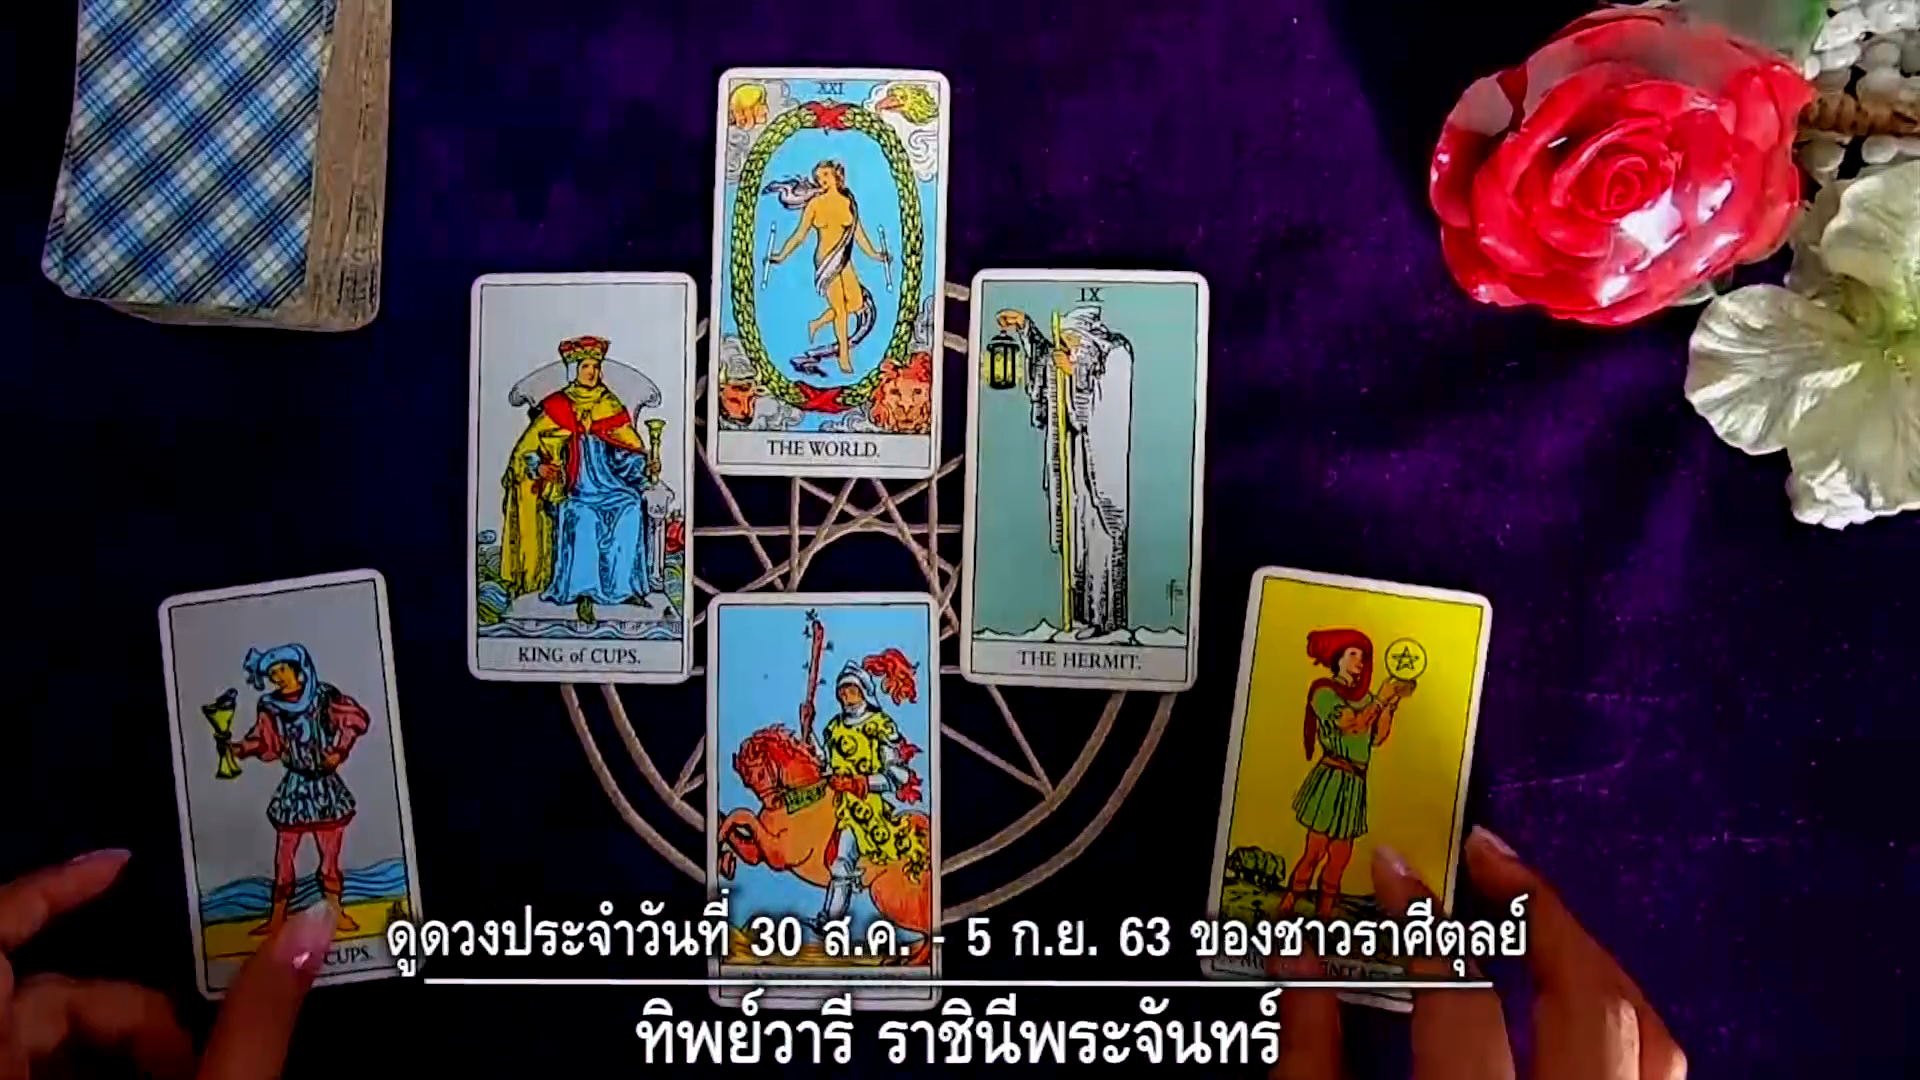 XXI
THE WORLD.
IX
KING of CUPS.
THE HERMIT.
CUPS.
ดูดวงประจำวันที่ 30 ส.ค. - 5 ก.ย. 63 ของชาวราศีตุลย์
ทิพย์วารี ราชินีพระจันทร์